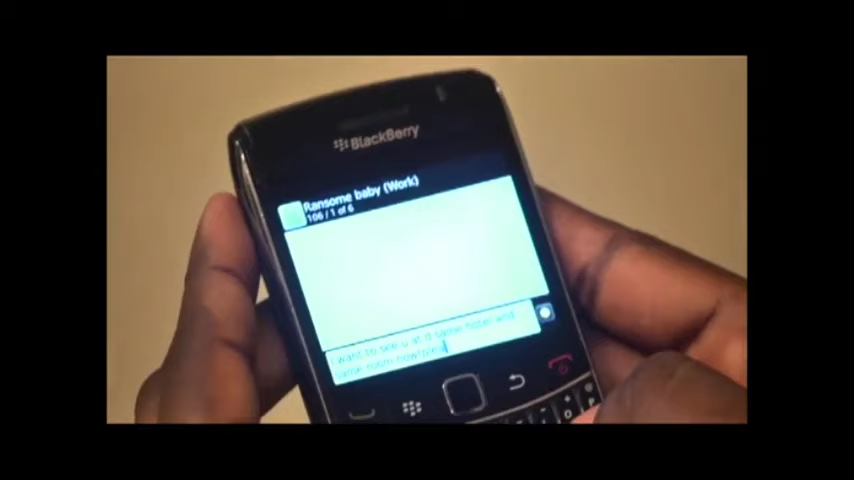 BlackBerry
Ransome baby (Work)
106 / 1 of 6
I want to see u at d same hotel and
same room now!